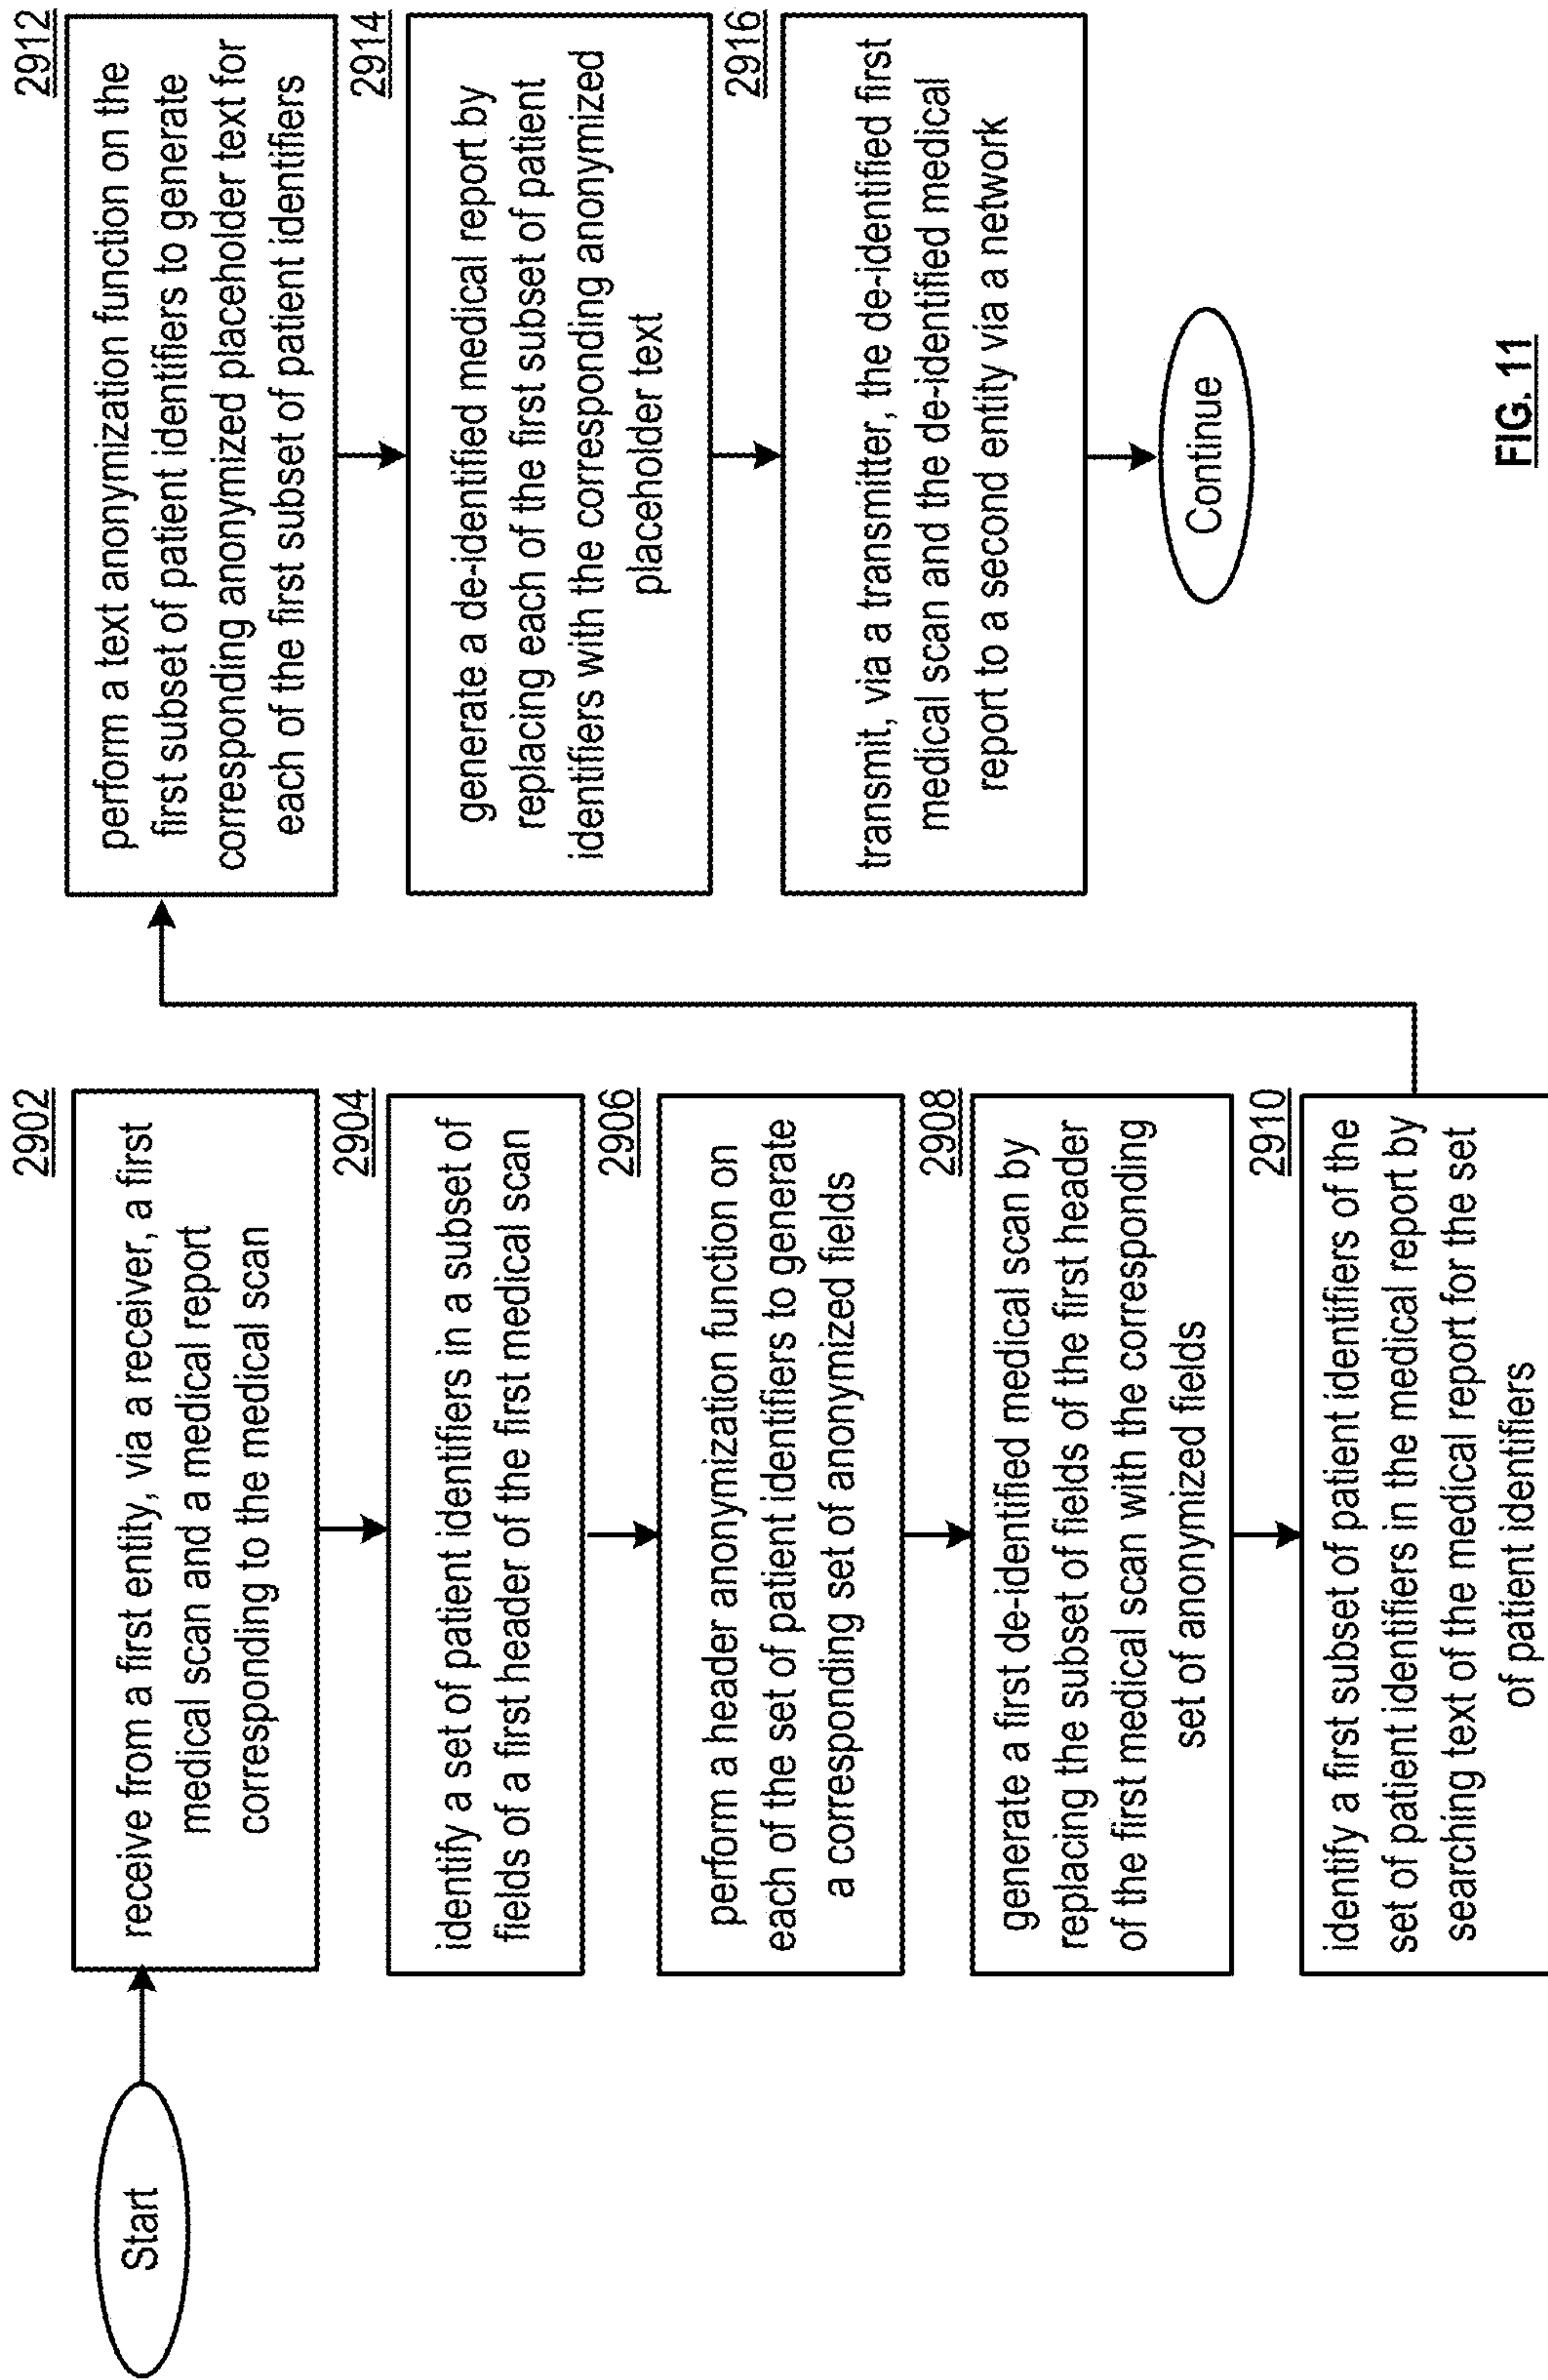 Start
2902
receive from a first entity, via a receiver, a first
medical scan and a medical report
corresponding to the medical scan
2904
identify a set of patient identifiers in a subset of
fields of a first header of the first medical scan
2906
perform a header anonymization function on
each of the set of patient identifiers to generate
a corresponding set of anonymized fields
2908
generate a first de-identified medical scan by
replacing the subset of fields of the first header
of the first medical scan with the corresponding
set of anonymized fields
2910
identify a first subset of patient identifiers of the
set of patient identifiers in the medical report by
searching text of the medical report for the set
of patient identifiers
2912
perform a text anonymization function on the
first subset of patient identifiers to generate
corresponding anonymized placeholder text for
each of the first subset of patient identifiers
2914
generate a de-identified medical report by
replacing each of the first subset of patient
identifiers with the corresponding anonymized
placeholder text
2916
transmit, via a transmitter, the de-identified first
medical scan and the de-identified medical
report to a second entity via a network
Continue
FIG. 11